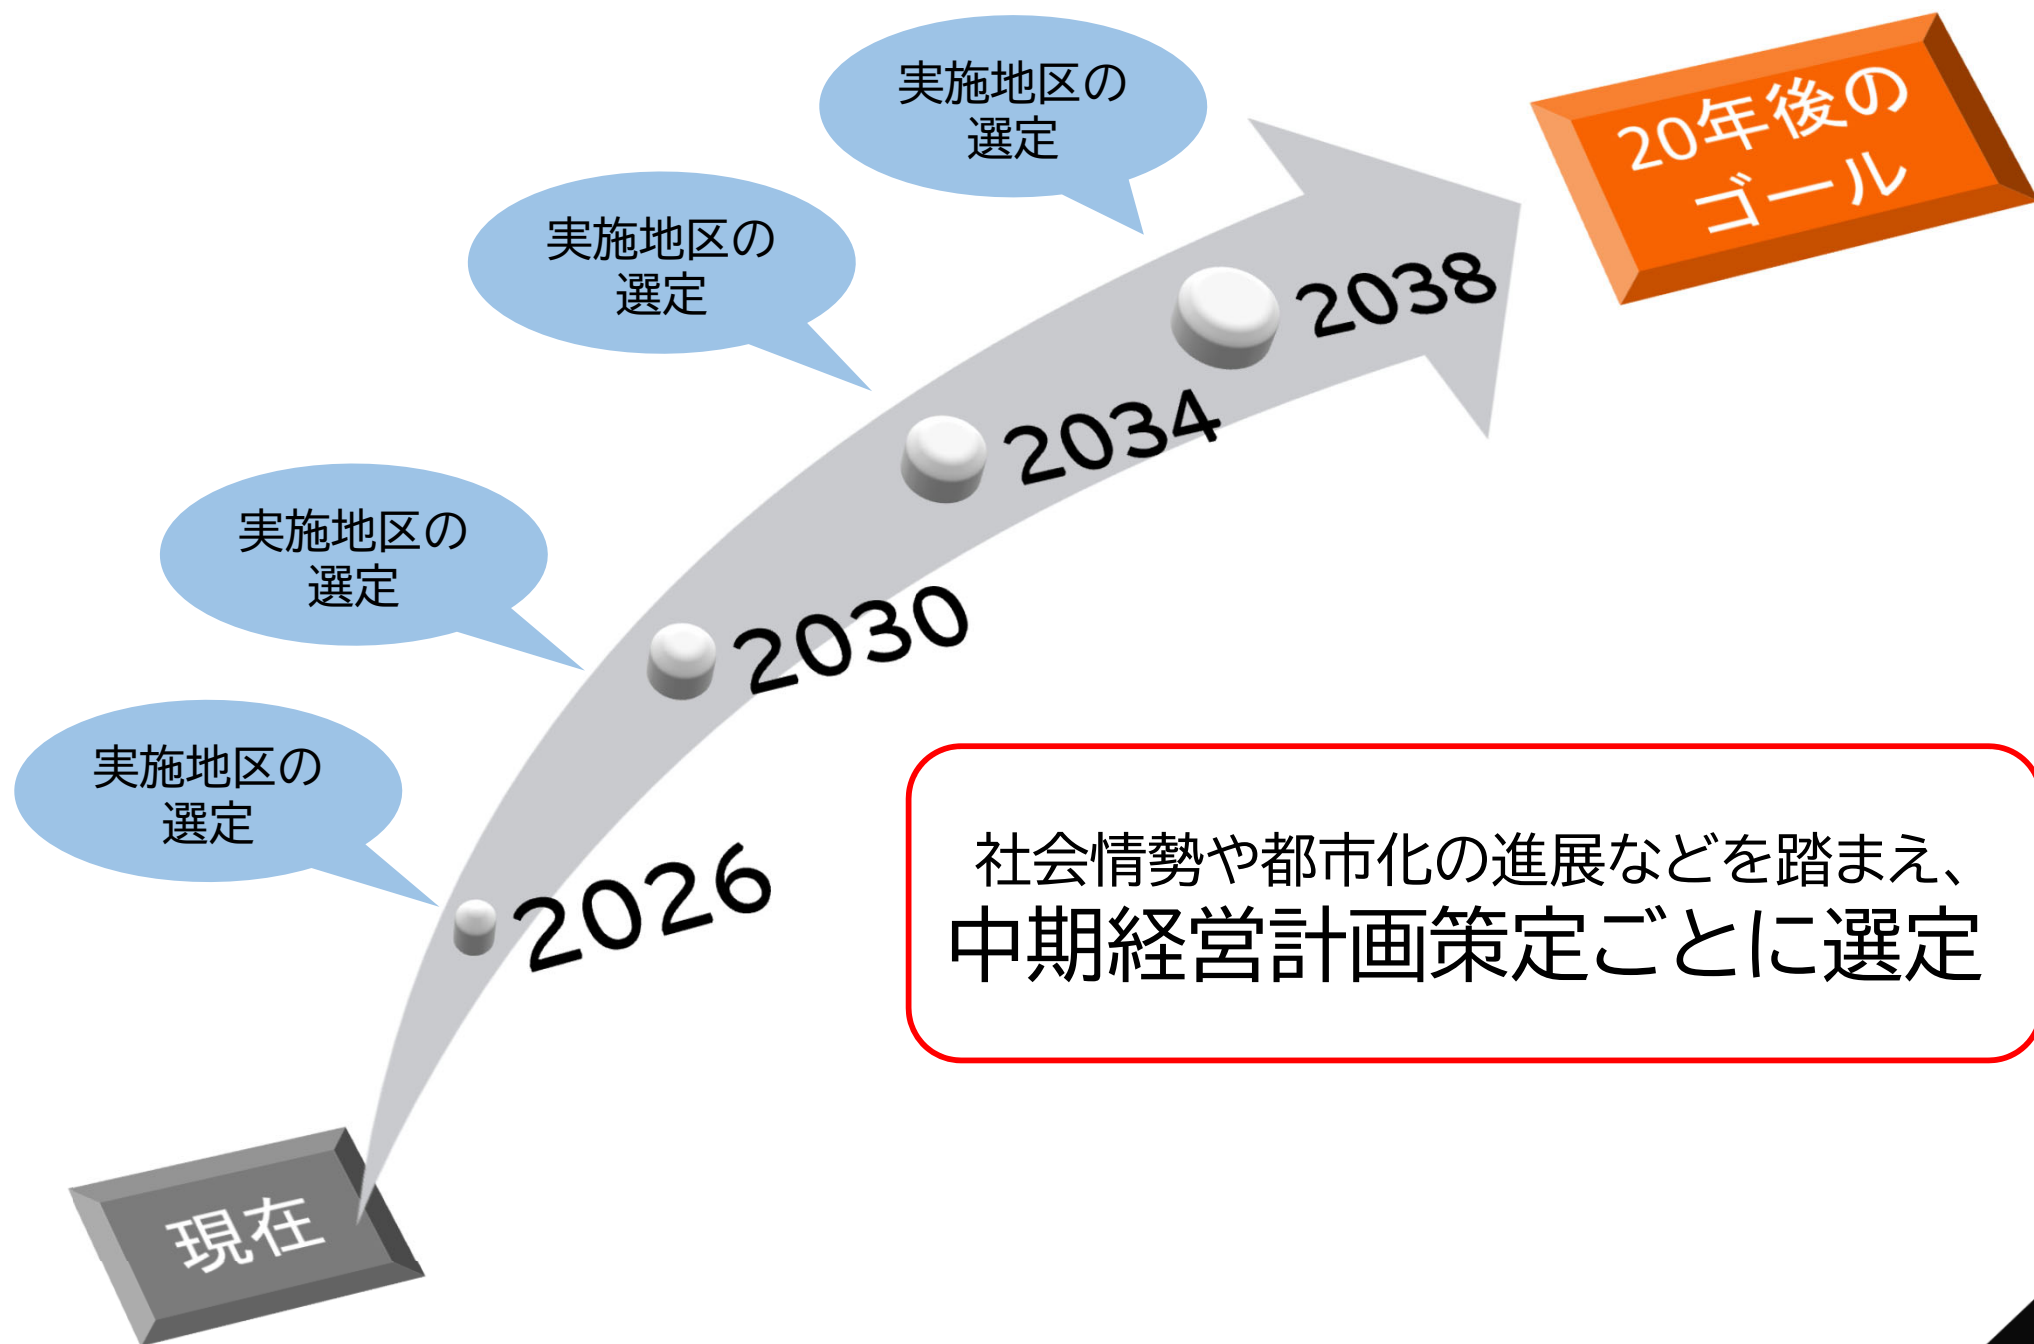 実施地区の
選定
20年後の
ゴール
実施地区の
選定
2038
2034
実施地区の
選定
2030
実施地区の
選定
2026
社会情勢や都市化の進展などを踏まえ、
中期経営計画策定ごとに選定
現在